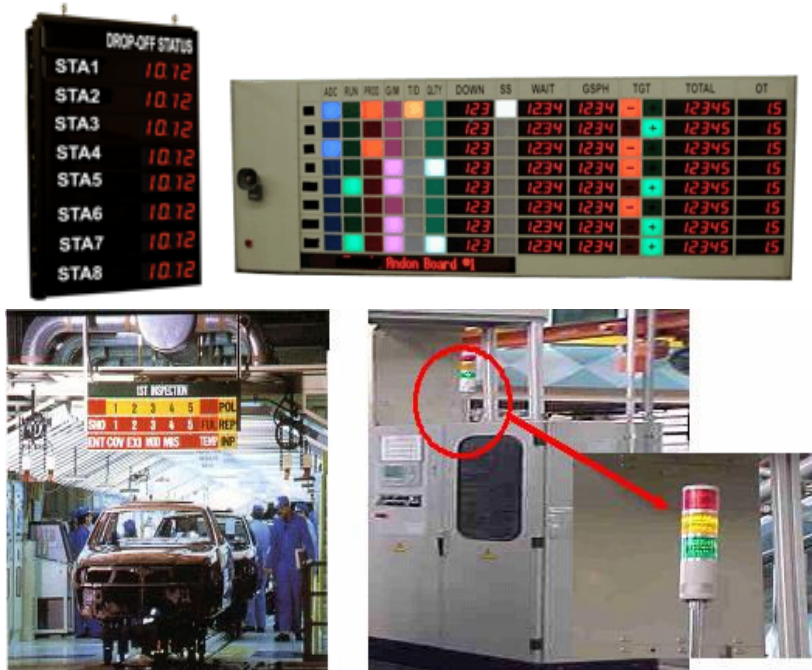 DROP-OFF STATUS
STA1 10.12
STA2 10.12
STA3 10.12
STA4 10.12
STA5 10.12
STA6 10.12
STA7 10.12
STA8 10.12
ADC RUN PROD G/M T/D QLTY DOWN SS WAIT GSPH TGT TOTAL OT
123 1234 1234 - + 12345 15
123 1234 1234 - + 12345 15
123 1234 1234 - + 12345 15
123 1234 1234 - + 12345 15
123 1234 1234 - + 12345 15
123 1234 1234 - + 12345 15
123 1234 1234 - + 12345 15
123 1234 1234 - + 12345 15
Andon Board #1
1ST INSPECTION
1 2 3 4 5 POL
SHO 1 2 3 4 5 FUL REP
ENT COV EXI MOD MIS TEMP INP